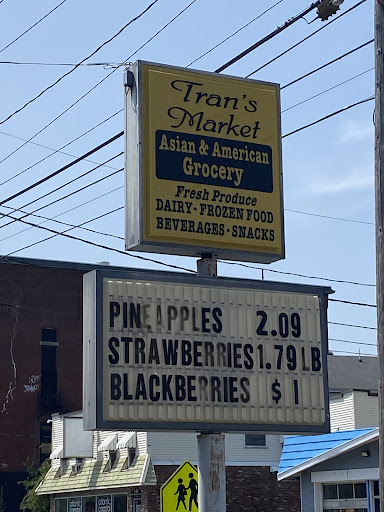 Tran's
Market
Asian & American
Grocery
Fresh Produce
DAIRY · FROZEN FOOD
BEVERAGES · SNACKS
PINEAPPLES 2.09
STRAWBERRIES 1.79 LB
BLACKBERRIES $1